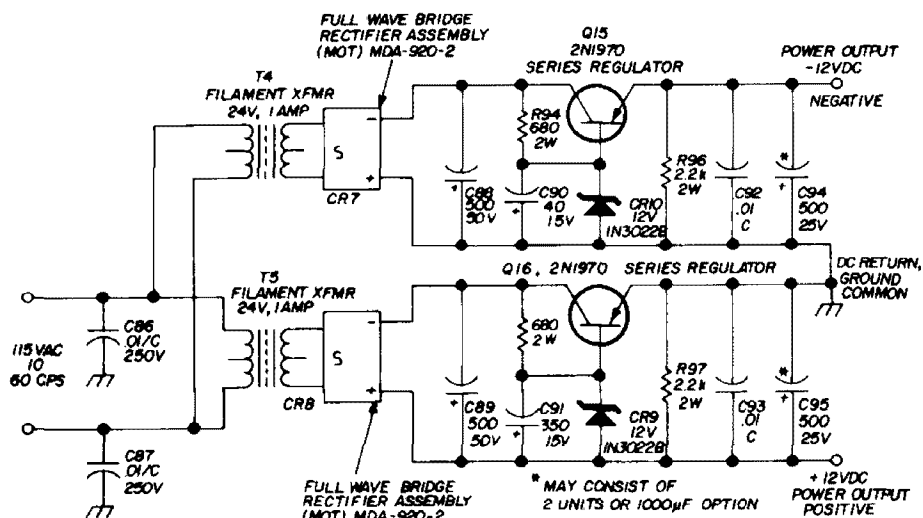 FULL WAVE BRIDGE
RECTIFIER ASSEMBLY
(MOT) MDA-920-2
Q15
2N1970
SERIES REGULATOR
POWER OUTPUT
-12VDC
NEGATIVE
T4
FILAMENT XFMR
24V, 1 AMP
S
-
+
CR7
R94
680
2W
C88
500
50V
+
C90
40
15V
+
CR10
12V
1N3022B
R96
2.2k
2W
C92
.01
C
*
C94
500
25V
+
DC RETURN,
GROUND
COMMON
Q16, 2N1970 SERIES REGULATOR
T5
FILAMENT XFMR
24V, 1AMP
S
-
+
CR8
680
2W
C89
500
50V
+
C91
350
15V
+
CR9
12V
1N3022B
R97
2.2k
2W
C93
.01
C
*
C95
500
25V
+
115VAC
10
60 CPS
C86
.01/C
250V
C87
.01/C
250V
FULL WAVE BRIDGE
RECTIFIER ASSEMBLY
(MOT) MDA-920-2
* MAY CONSIST OF
2 UNITS OR 1000µF OPTION
+12VDC
POWER OUTPUT
POSITIVE